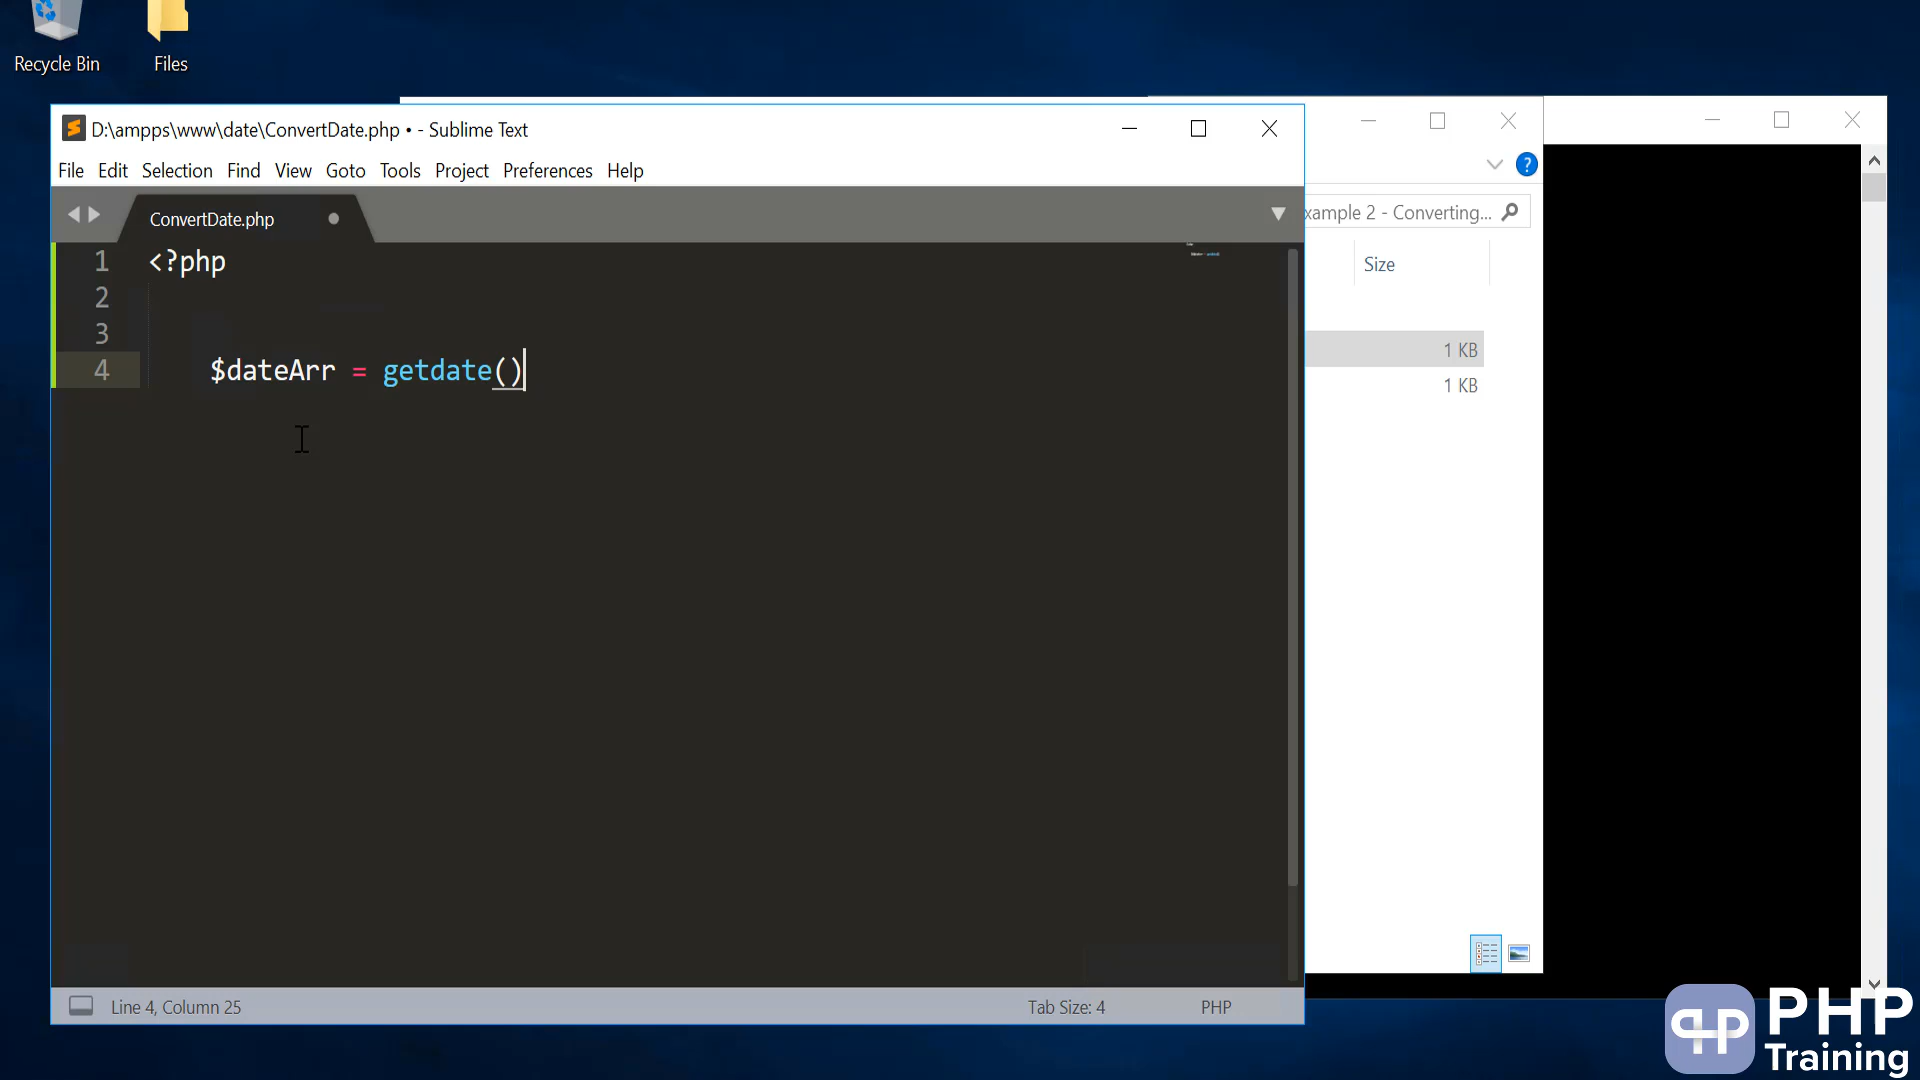 Recycle Bin
Files
D:\ampps\www\date\ConvertDate.php • - Sublime Text
File Edit Selection Find View Goto Tools Project Preferences Help
ConvertDate.php
xample 2 - Converting...
Size
1 KB
1 KB
1 <?php
2
3
4 $dateArr = getdate()
Line 4, Column 25
Tab Size: 4
PHP
PHP
Training